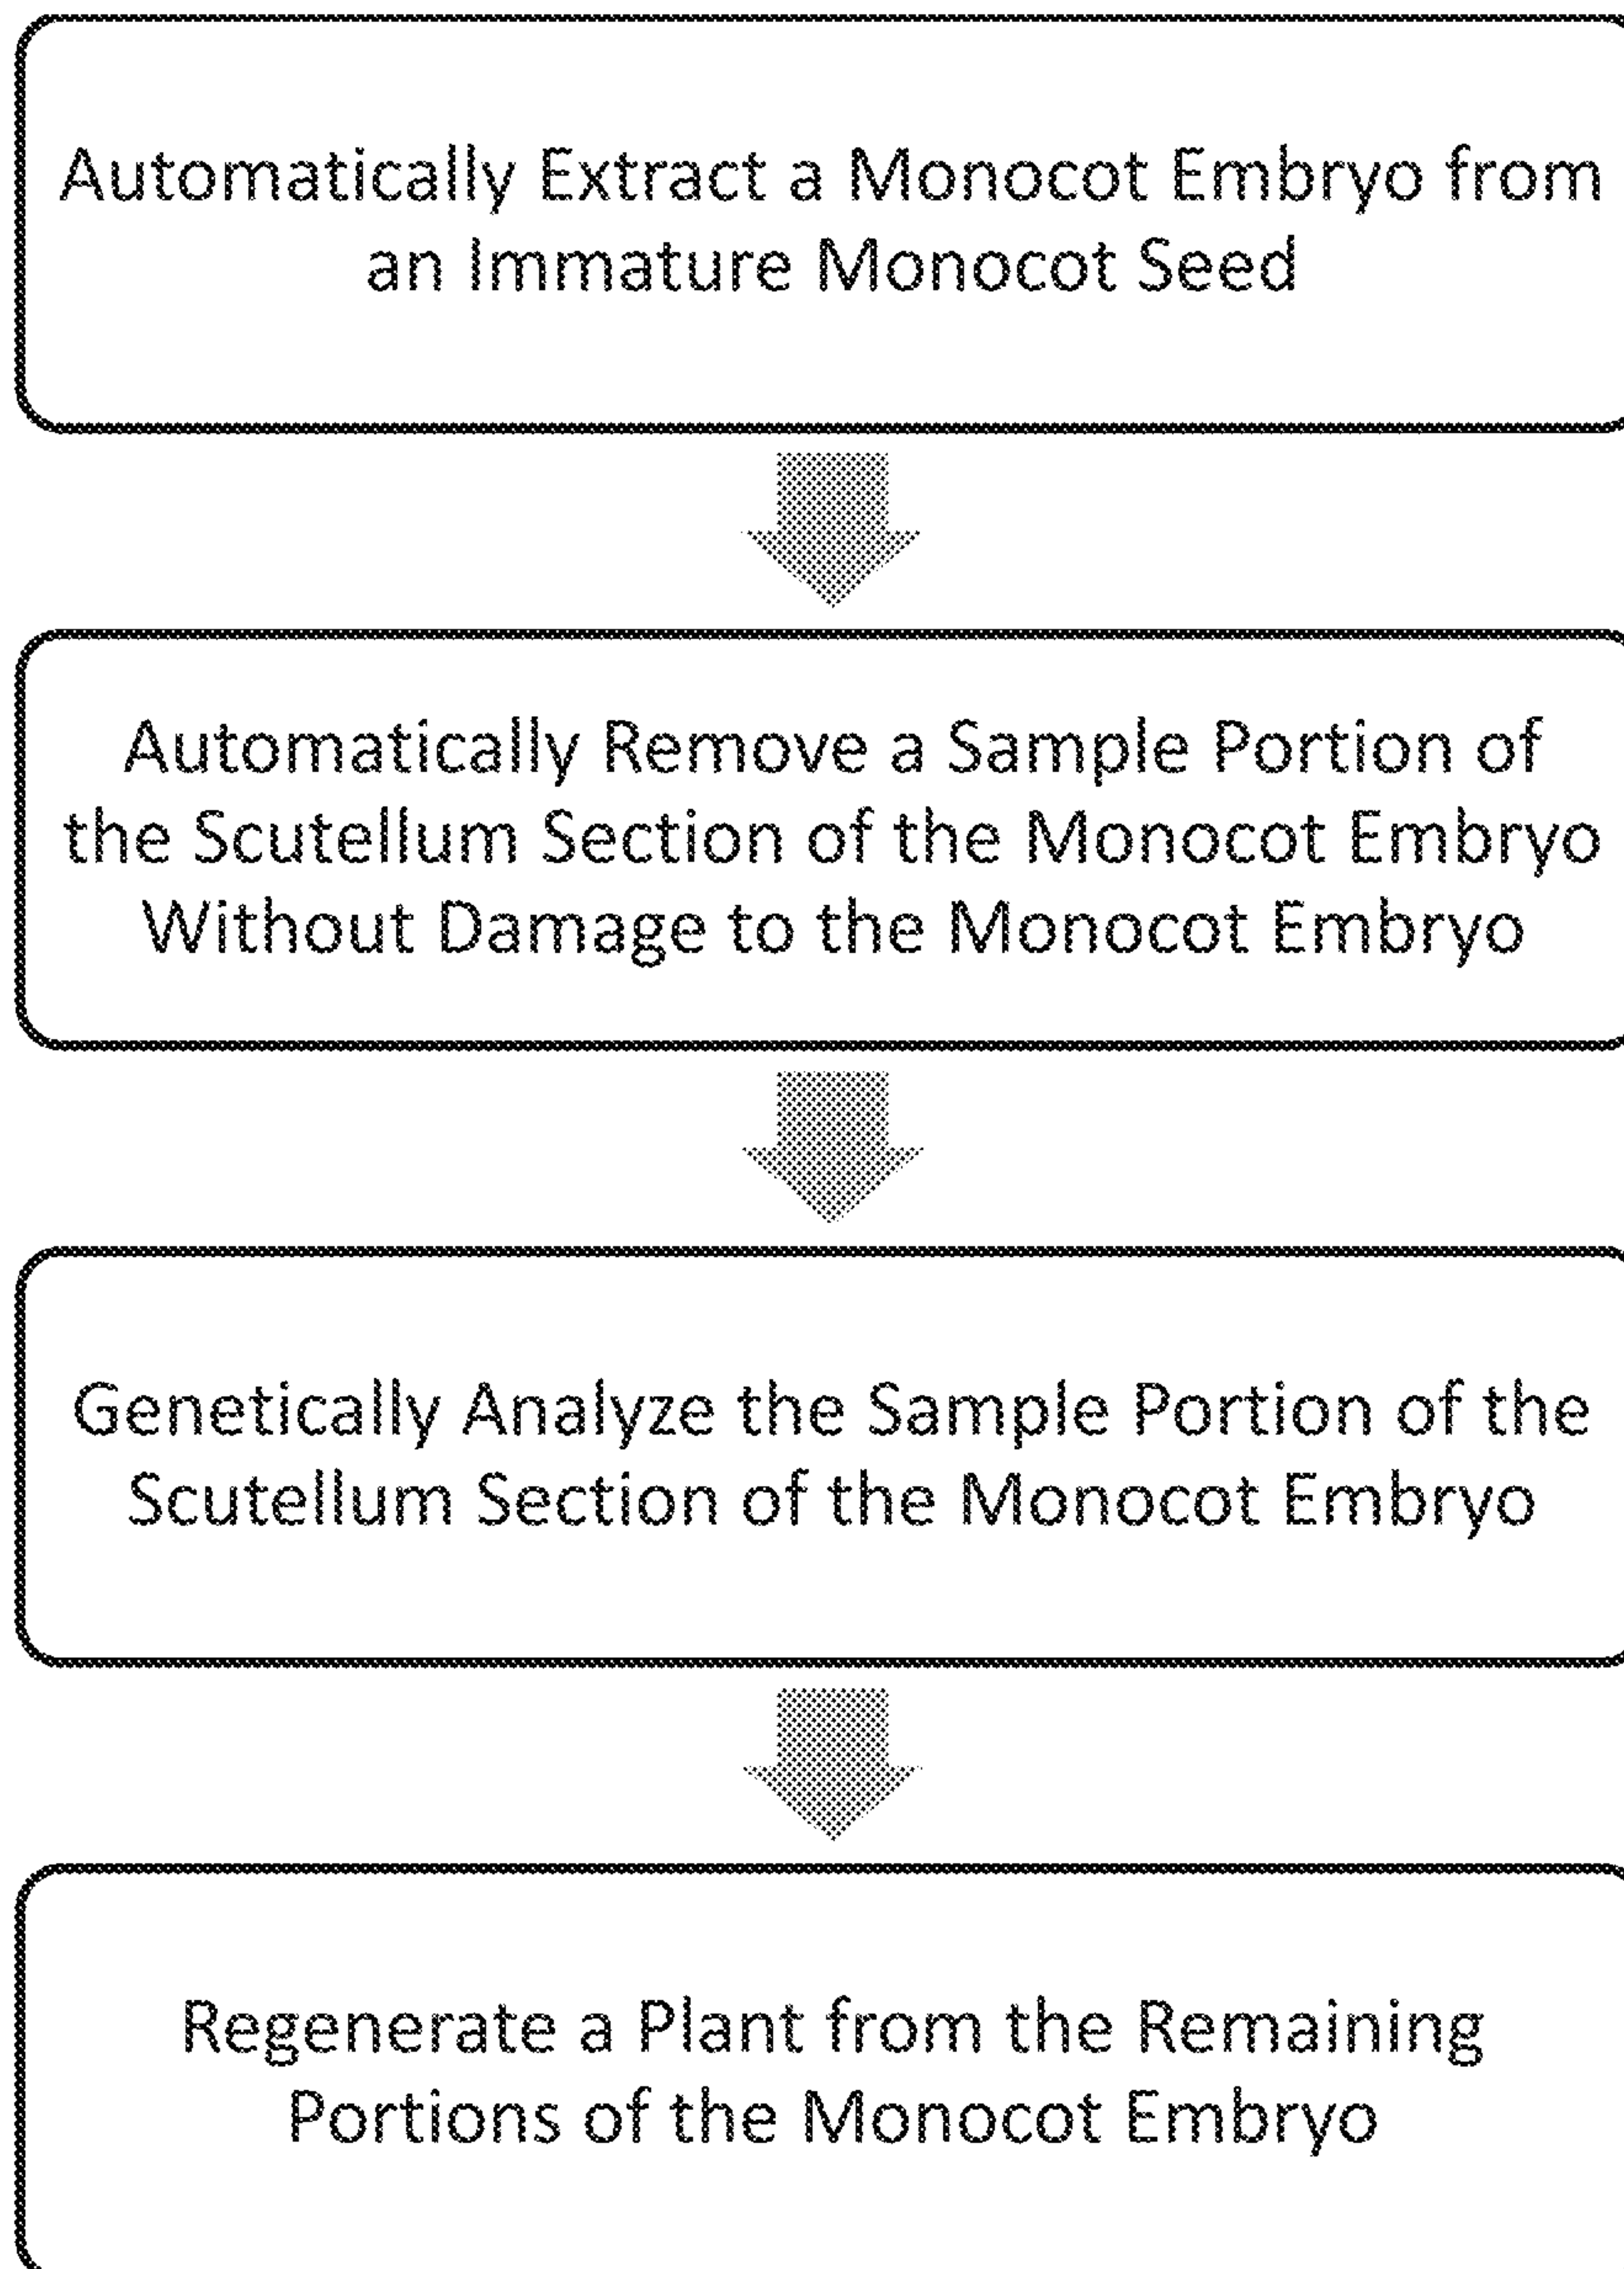 Automatically Extract a Monocot Embryo from
an Immature Monocot Seed
Automatically Remove a Sample Portion of
the Scutellum Section of the Monocot Embryo
Without Damage to the Monocot Embryo
Genetically Analyze the Sample Portion of the
Scutellum Section of the Monocot Embryo
Regenerate a Plant from the Remaining
Portions of the Monocot Embryo